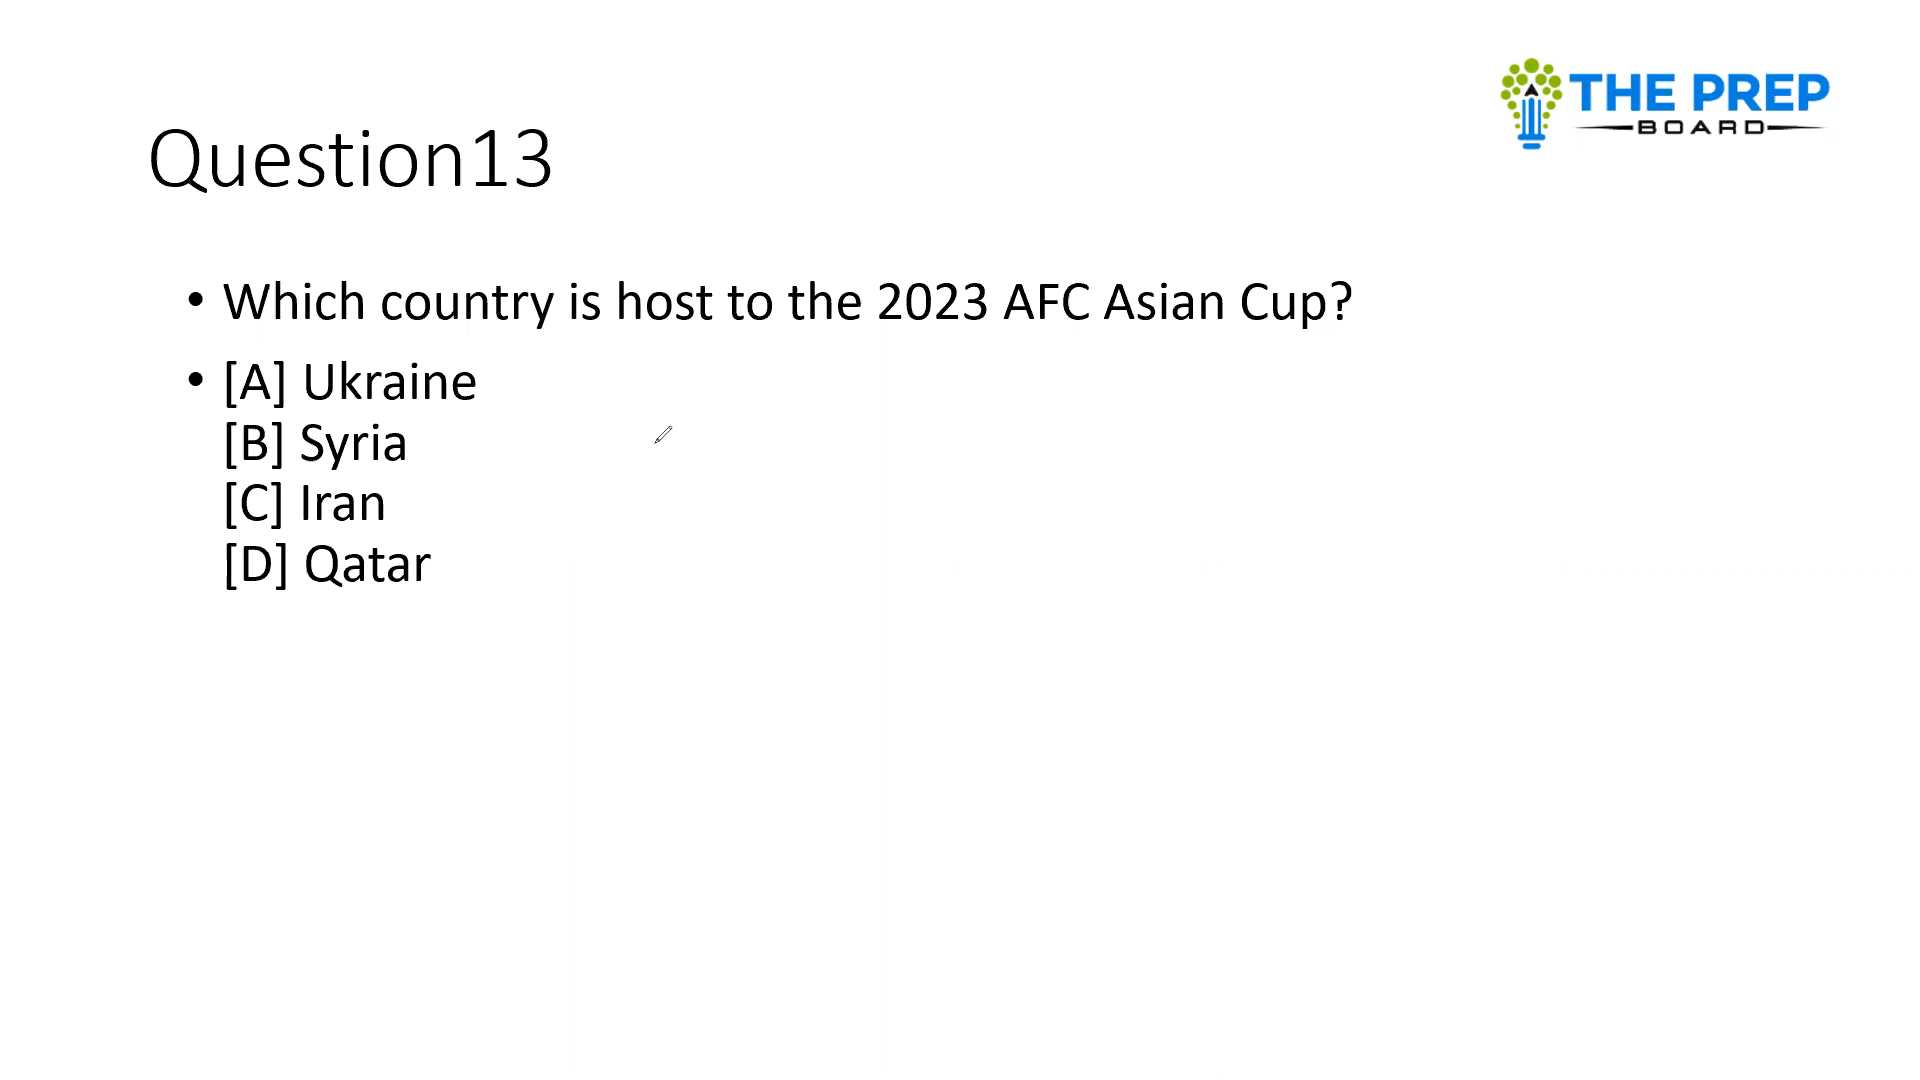 THE PREP
BOARD
Question13
• Which country is host to the 2023 AFC Asian Cup?
• [A] Ukraine
[B] Syria
[C] Iran
[D] Qatar